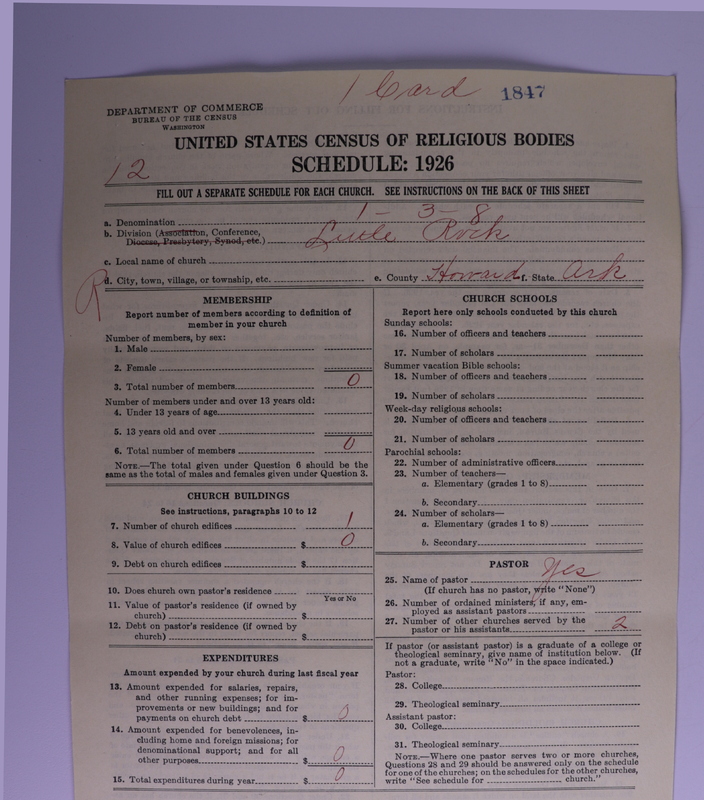 1 Card 1847
DEPARTMENT OF COMMERCE
BUREAU OF THE CENSUS
WASHINGTON
UNITED STATES CENSUS OF RELIGIOUS BODIES
12
SCHEDULE: 1926
FILL OUT A SEPARATE SCHEDULE FOR EACH CHURCH. SEE INSTRUCTIONS ON THE BACK OF THIS SHEET
a. Denomination 1 - 3 - 8
b. Division (Association, Conference,
Diocese, Presbytery, Synod, etc.) Little Rock
c. Local name of church
R
d. City, town, village, or township, etc. e. County Howard f. State Ark
MEMBERSHIP
Report number of members according to definition of
member in your church
Number of members, by sex:
1. Male
2. Female
3. Total number of members 0
Number of members under and over 13 years old:
4. Under 13 years of age
5. 13 years old and over
6. Total number of members 0
NOTE.—The total given under Question 6 should be the
same as the total of males and females given under Question 3.
CHURCH BUILDINGS
See instructions, paragraphs 10 to 12
7. Number of church edifices 1
8. Value of church edifices $ 0
9. Debt on church edifices $
10. Does church own pastor's residence
Yes or No
11. Value of pastor's residence (if owned by
church) $
12. Debt on pastor's residence (if owned by
church) $
EXPENDITURES
Amount expended by your church during last fiscal year
13. Amount expended for salaries, repairs,
and other running expenses; for im-
provements or new buildings; and for
payments on church debt $ 0
14. Amount expended for benevolences, in-
cluding home and foreign missions; for
denominational support; and for all
other purposes $ 0
15. Total expenditures during year $ 0
CHURCH SCHOOLS
Report here only schools conducted by this church
Sunday schools:
16. Number of officers and teachers
17. Number of scholars
Summer vacation Bible schools:
18. Number of officers and teachers
19. Number of scholars
Week-day religious schools:
20. Number of officers and teachers
21. Number of scholars
Parochial schools:
22. Number of administrative officers
23. Number of teachers—
a. Elementary (grades 1 to 8)
b. Secondary
24. Number of scholars—
a. Elementary (grades 1 to 8)
b. Secondary
PASTOR
25. Name of pastor Yes
(If church has no pastor, write "None")
26. Number of ordained ministers, if any, em-
ployed as assistant pastors
27. Number of other churches served by the
pastor or his assistants 2
If pastor (or assistant pastor) is a graduate of a college or
theological seminary, give name of institution below. (If
not a graduate, write "No" in the space indicated.)
Pastor:
28. College
29. Theological seminary
Assistant pastor:
30. College
31. Theological seminary
NOTE.—Where one pastor serves two or more churches,
Questions 28 and 29 should be answered only on the schedule
for one of the churches; on the schedules for the other churches,
write "See schedule for church."